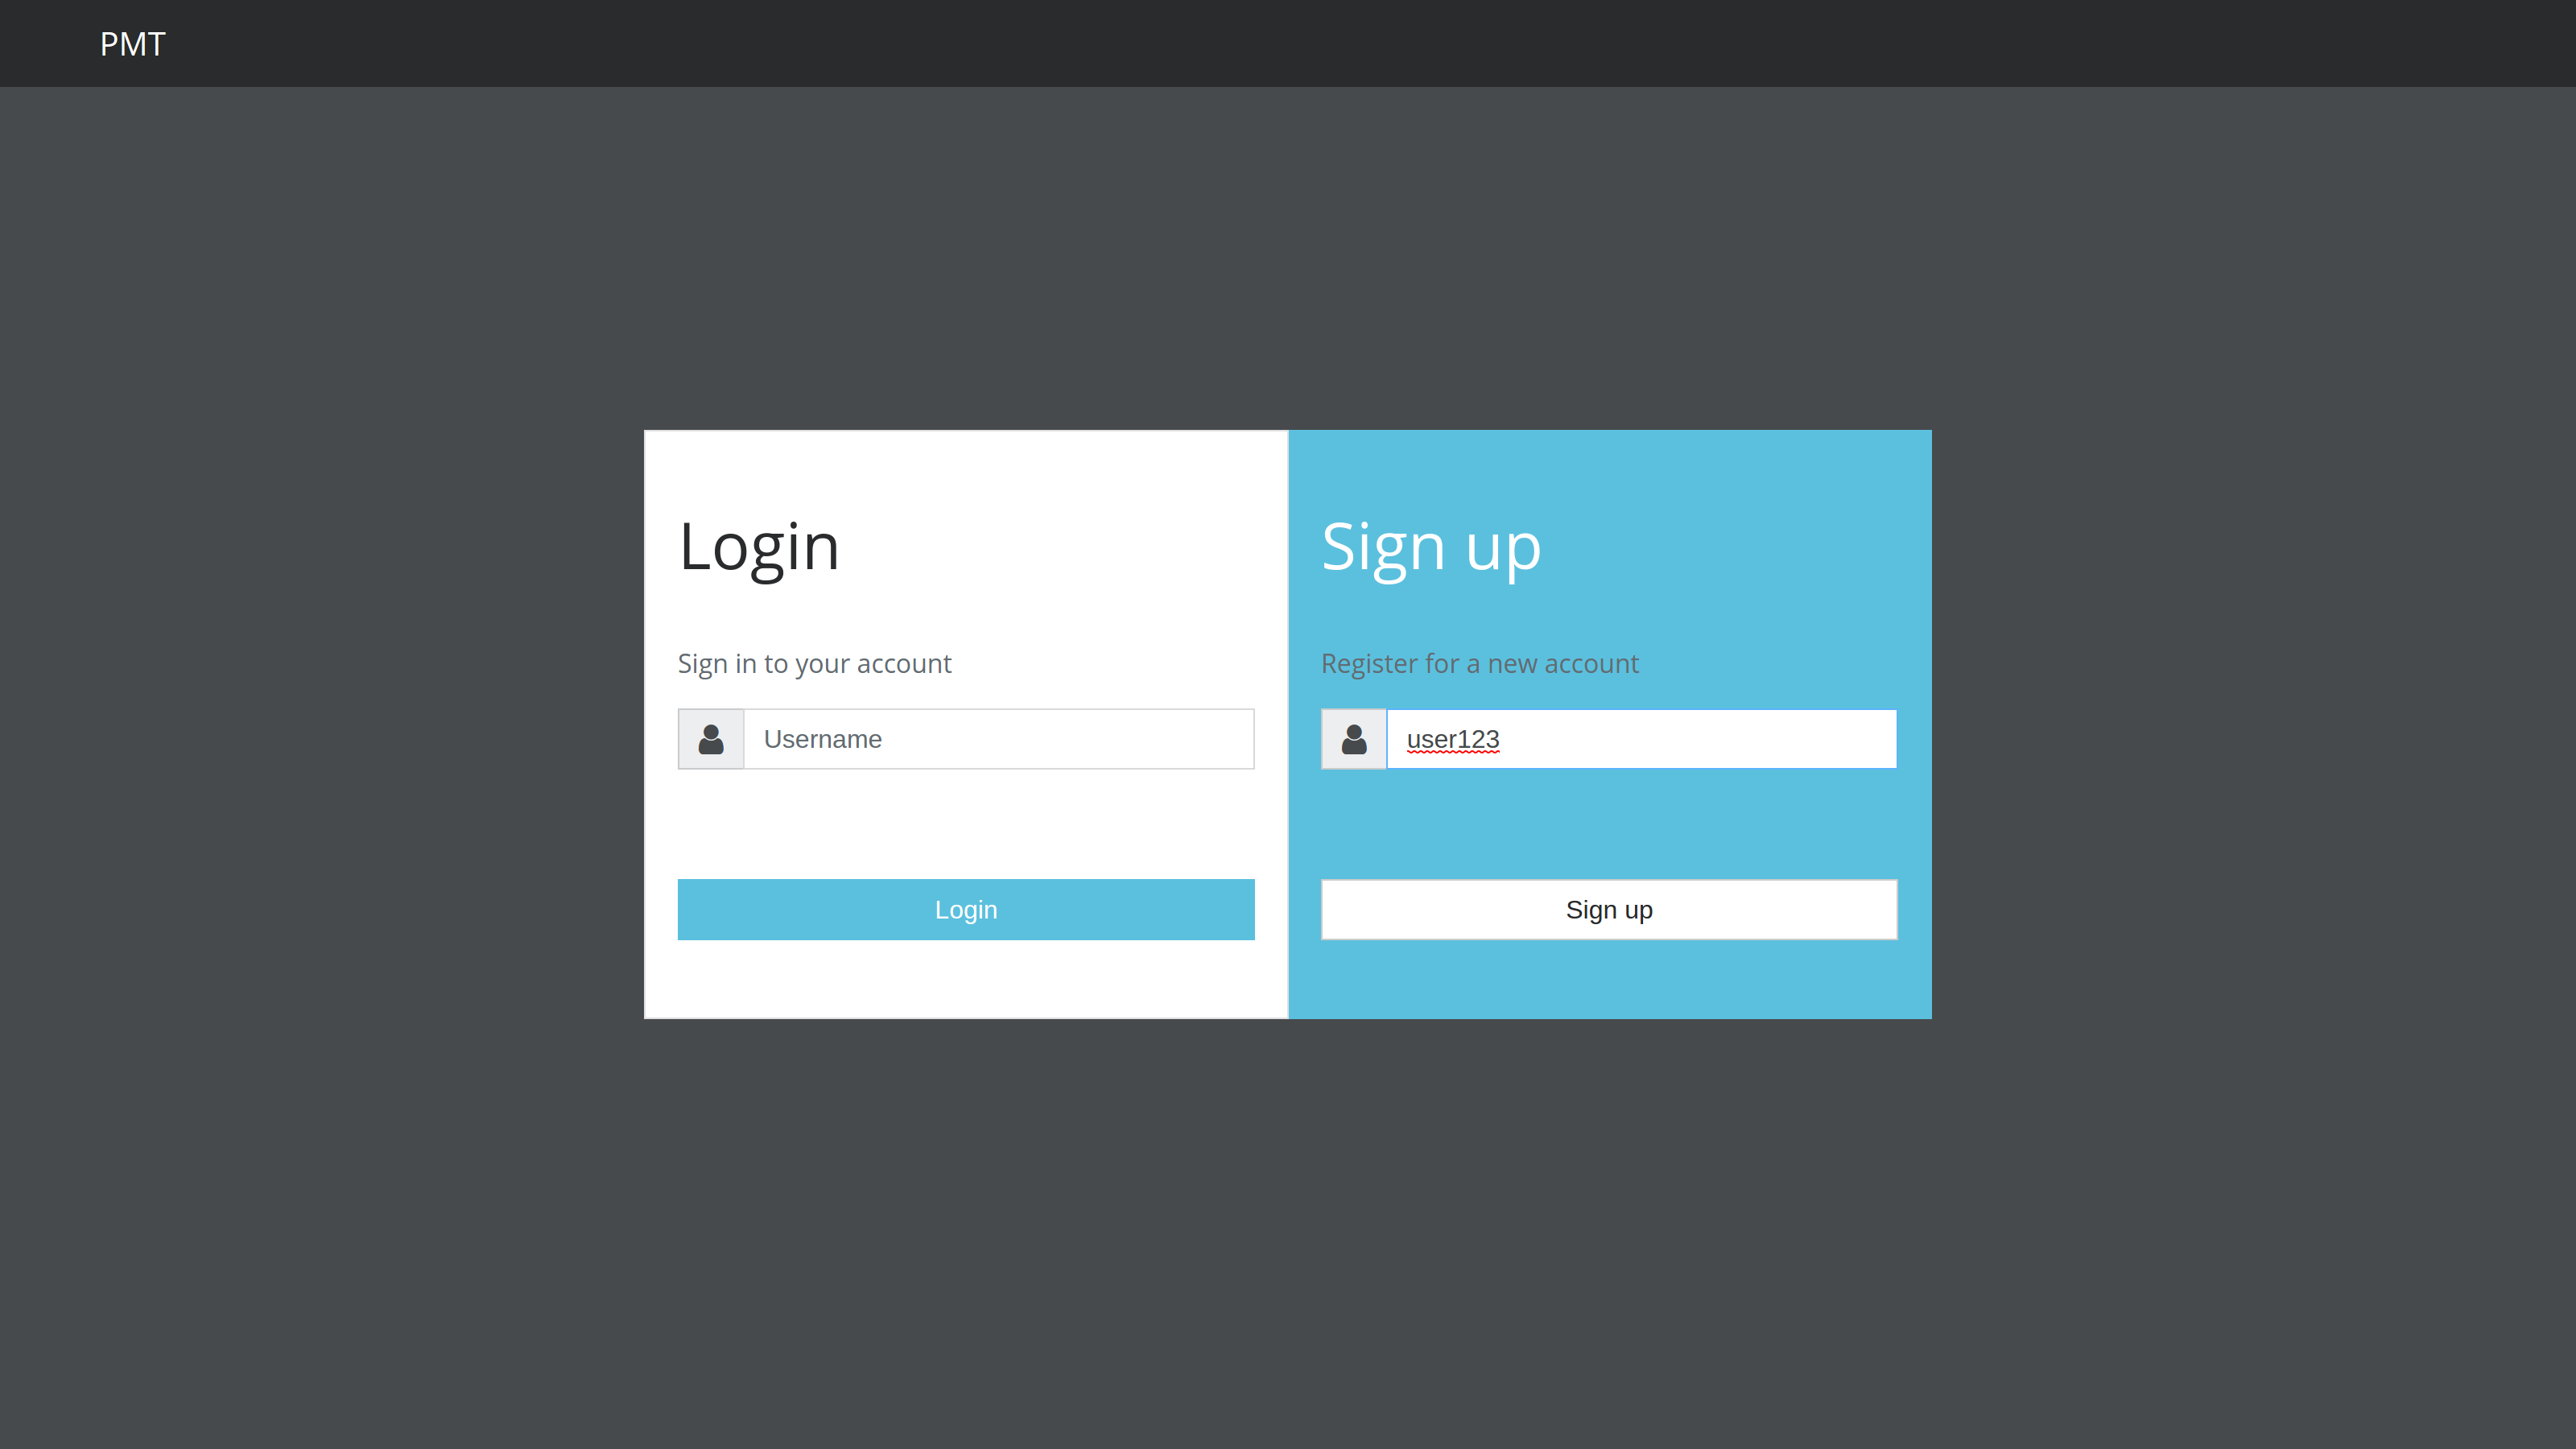 PMT
Login
Sign in to your account
Username
Login
Sign up
Register for a new account
user123
Sign up